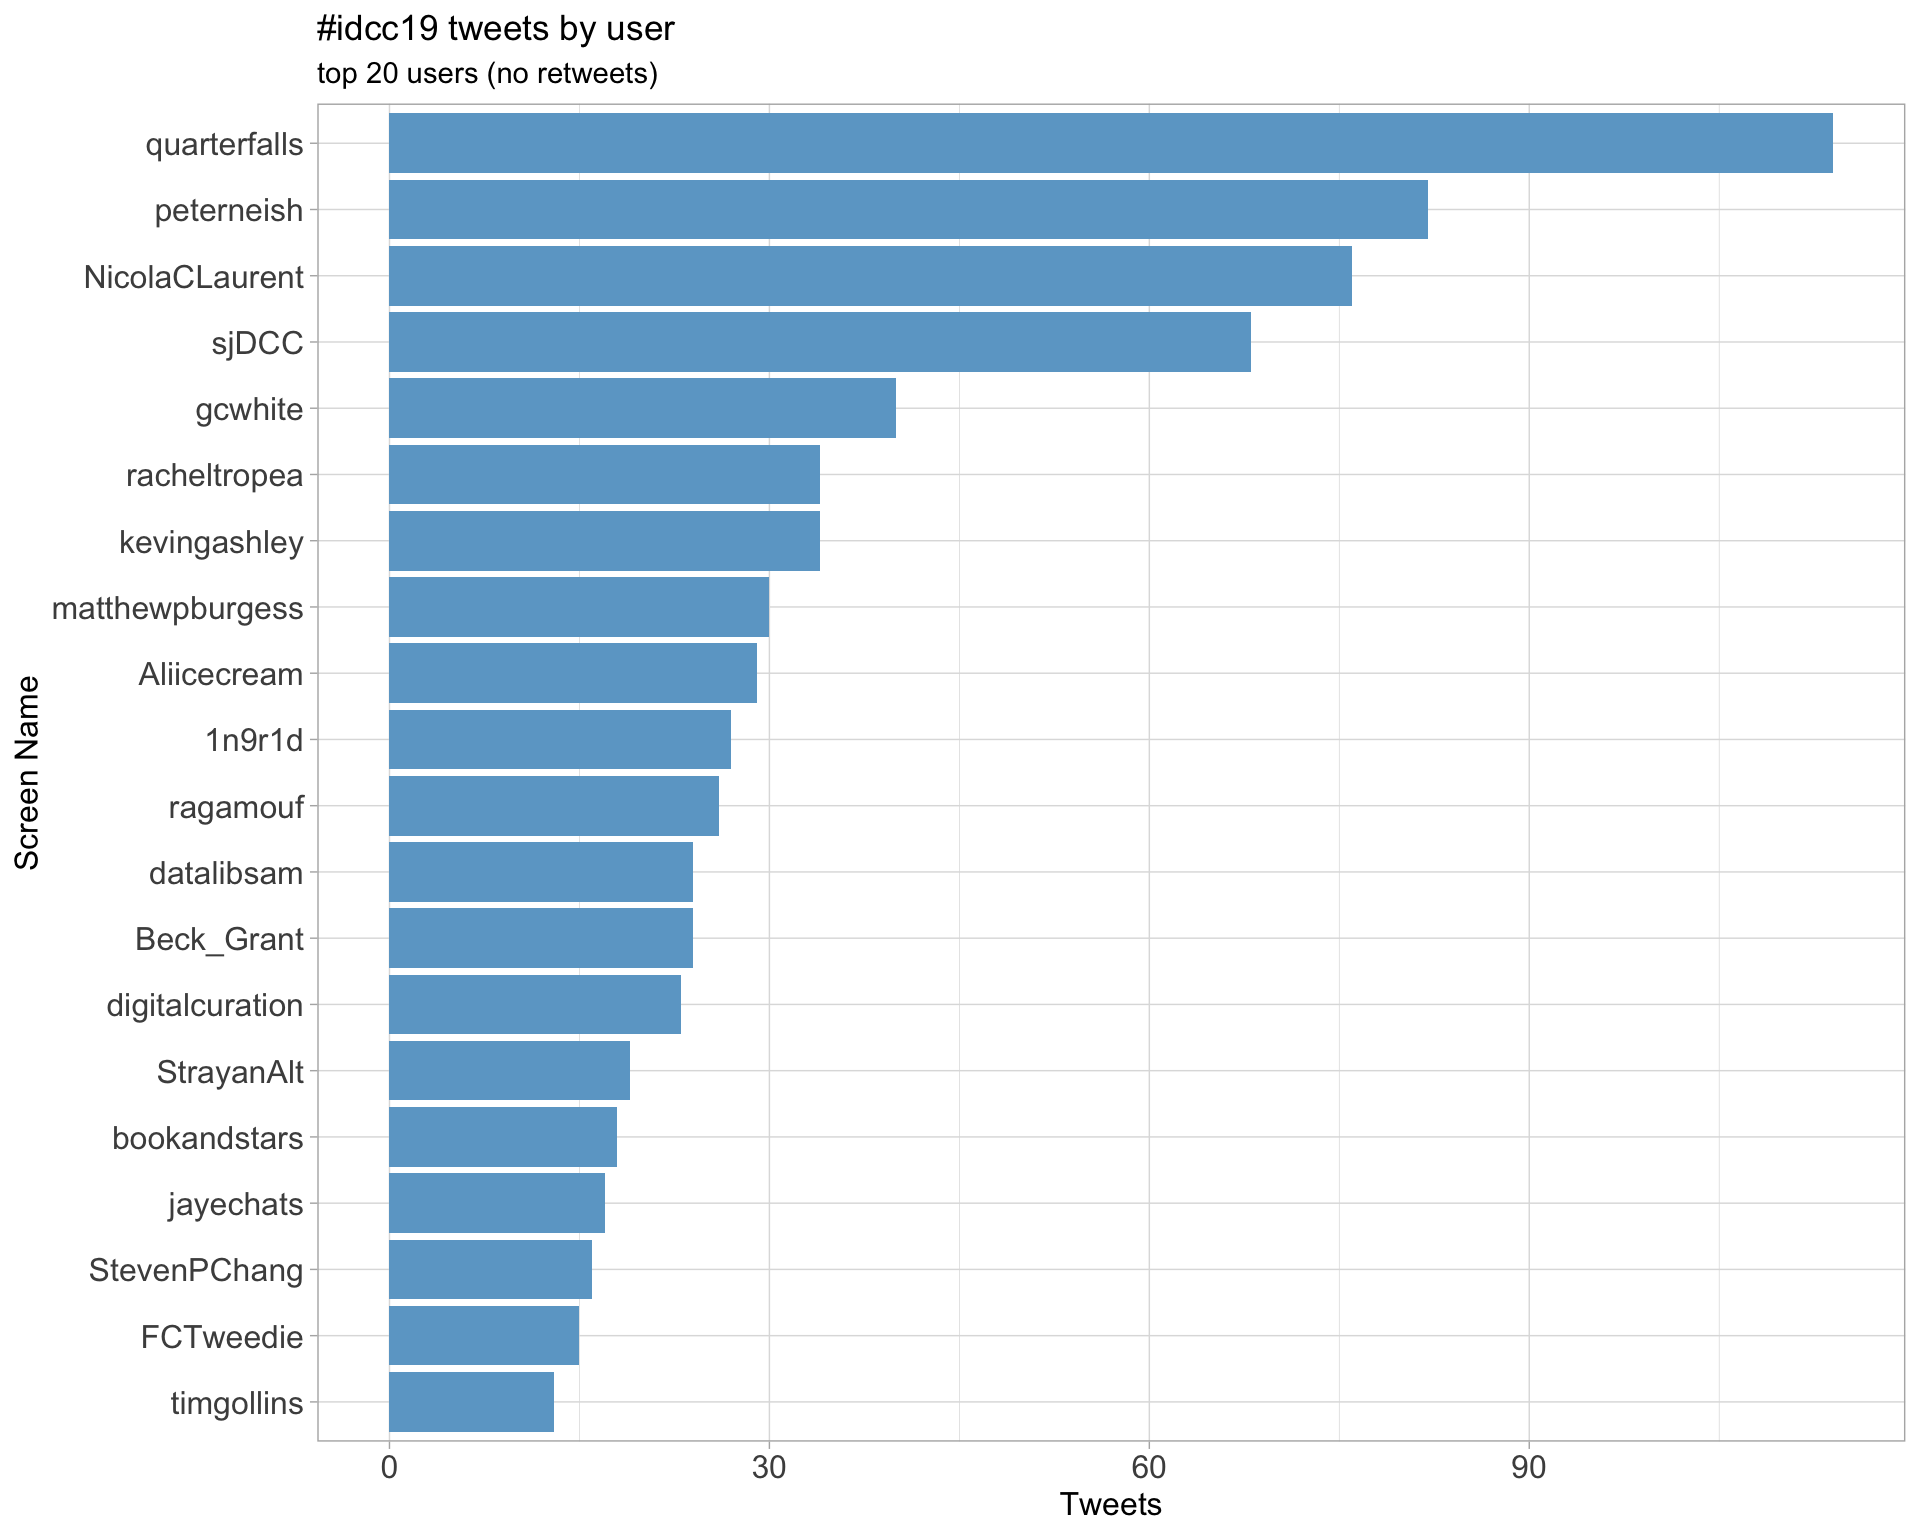 #idcc19 tweets by user
top 20 users (no retweets)
Screen Name
quarterfalls
peterneish
NicolaCLaurent
sjDCC
gcwhite
racheltropea
kevingashley
matthewpburgess
Aliicecream
1n9r1d
ragamouf
datalibsam
Beck_Grant
digitalcuration
StrayanAlt
bookandstars
jayechats
StevenPChang
FCTweedie
timgollins
0 30 60 90
Tweets